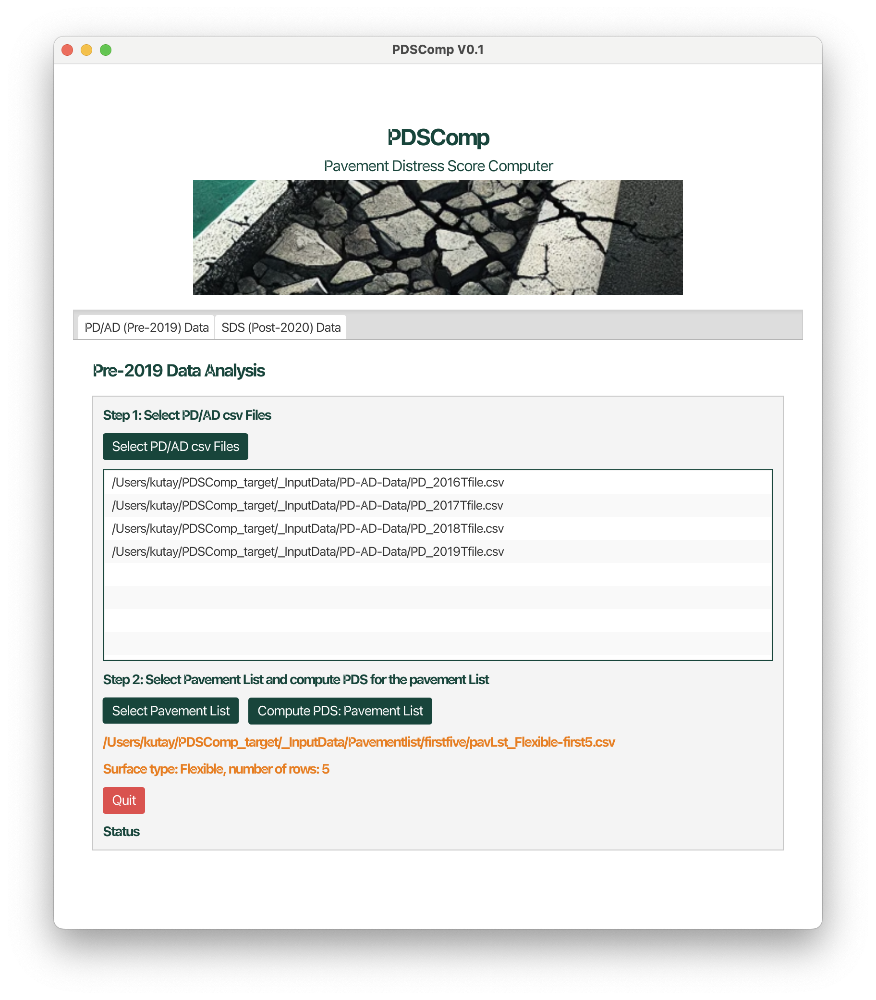 PDSComp V0.1
PDSComp
Pavement Distress Score Computer
PD/AD (Pre-2019) Data
SDS (Post-2020) Data
Pre-2019 Data Analysis
Step 1: Select PD/AD csv Files
Select PD/AD csv Files
/Users/kutay/PDSComp_target/_InputData/PD-AD-Data/PD_2016Tfile.csv
/Users/kutay/PDSComp_target/_InputData/PD-AD-Data/PD_2017Tfile.csv
/Users/kutay/PDSComp_target/_InputData/PD-AD-Data/PD_2018Tfile.csv
/Users/kutay/PDSComp_target/_InputData/PD-AD-Data/PD_2019Tfile.csv
Step 2: Select Pavement List and compute PDS for the pavement List
Select Pavement List
Compute PDS: Pavement List
/Users/kutay/PDSComp_target/_InputData/Pavementlist/firstfive/pavLst_Flexible-first5.csv
Surface type: Flexible, number of rows: 5
Quit
Status